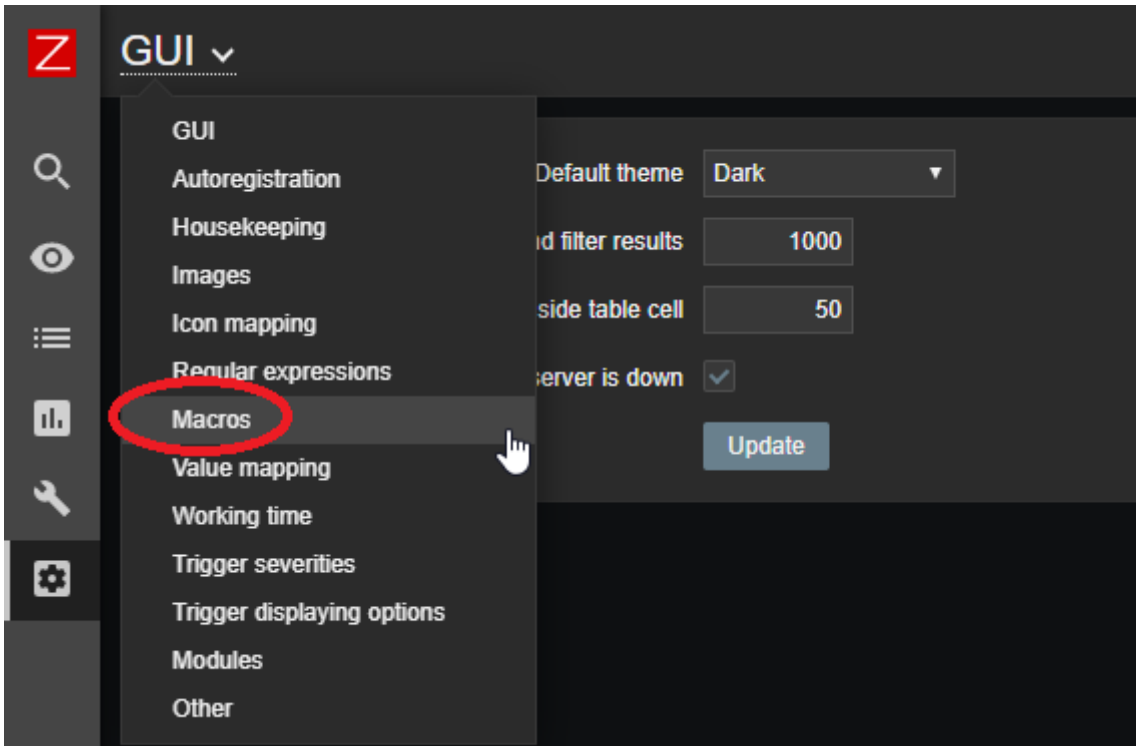 Z
GUI
GUI
Autoregistration
Housekeeping
Images
Icon mapping
Regular expressions
Macros
Value mapping
Working time
Trigger severities
Trigger displaying options
Modules
Other
Default theme Dark
filter results 1000
side table cell 50
server is down
Update